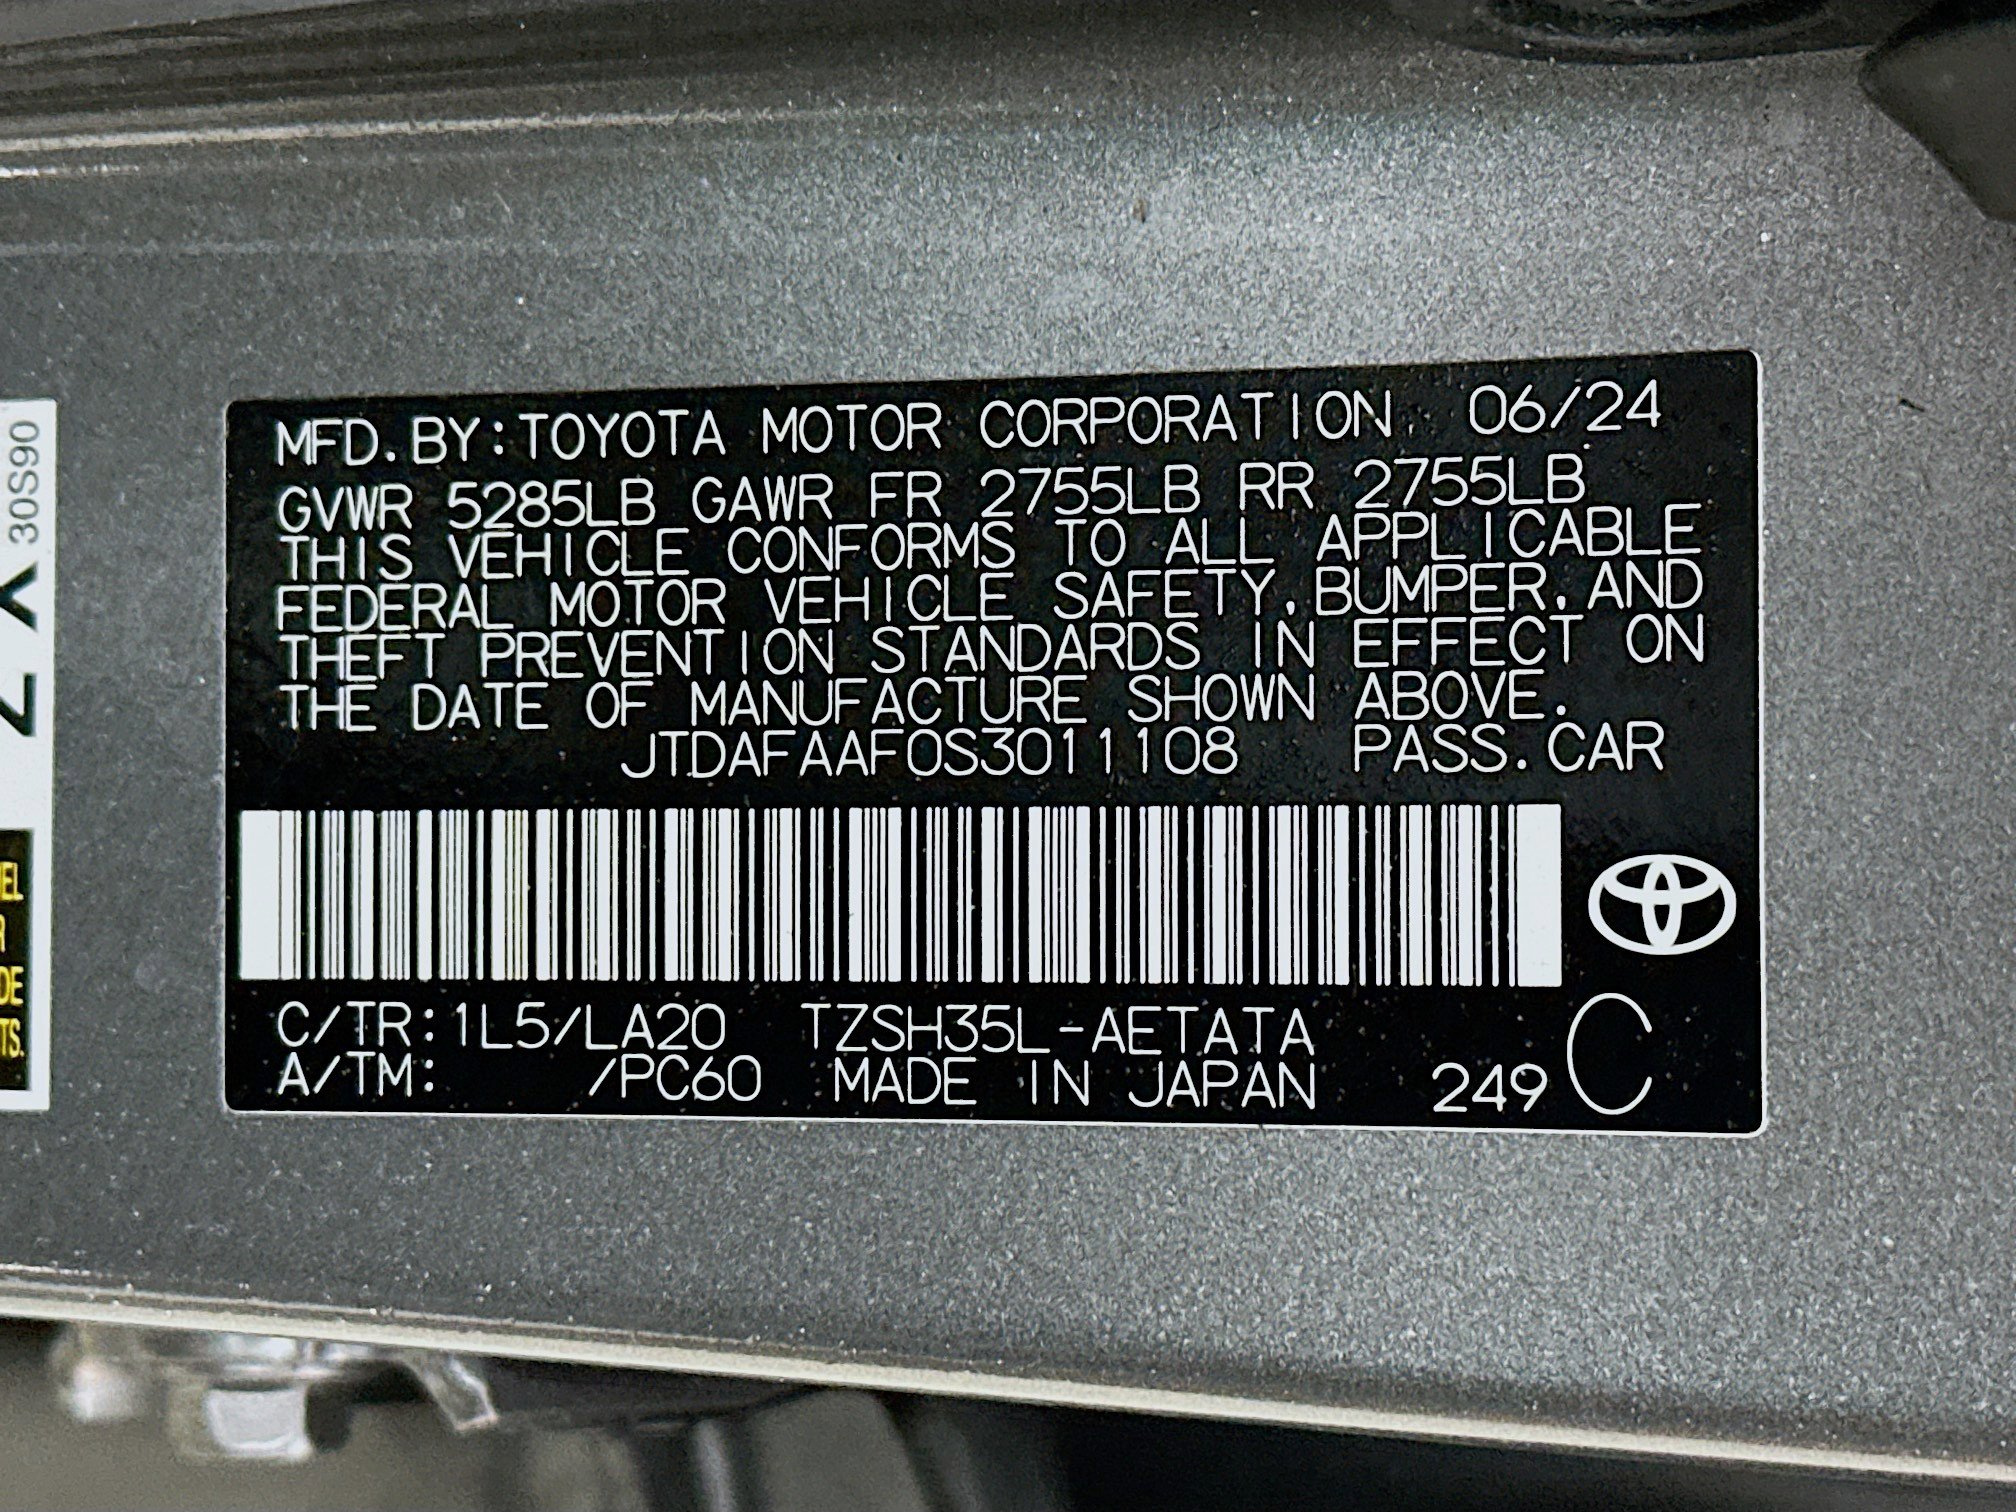 MFD. BY: TOYOTA MOTOR CORPORATION 06/24
GVWR 5285LB GAWR FR 2755LB RR 2755LB
THIS VEHICLE CONFORMS TO ALL APPLICABLE
FEDERAL MOTOR VEHICLE SAFETY, BUMPER, AND
THEFT PREVENTION STANDARDS IN EFFECT ON
THE DATE OF MANUFACTURE SHOWN ABOVE.
JTDAFAAF0S3011108 PASS. CAR
C/TR: 1L5/LA20 TZSH35L-AETATA
A/TM: /PC60 MADE IN JAPAN 249 C
30S90